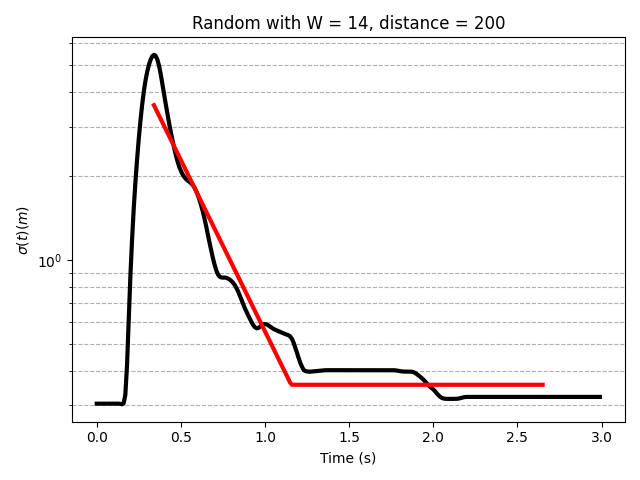 Random with W = 14, distance = 200
σ(t)(m)
10⁰
0.0 0.5 1.0 1.5 2.0 2.5 3.0
Time (s)